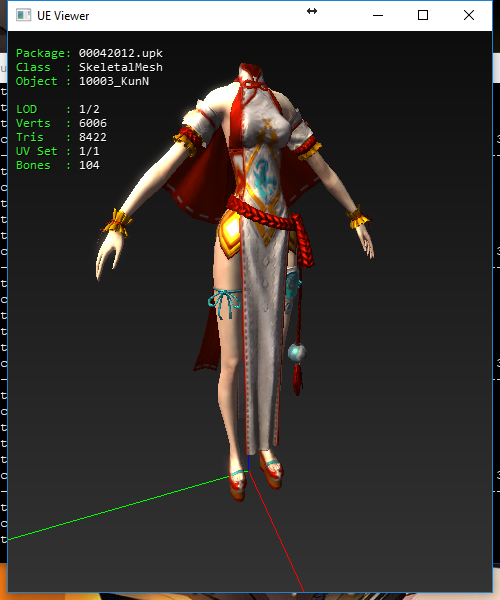 UE Viewer
Package: 00042012.upk
Class : SkeletalMesh
Object : 10003_KunN
LOD : 1/2
Verts : 6006
Tris : 8422
UV Set : 1/1
Bones : 104